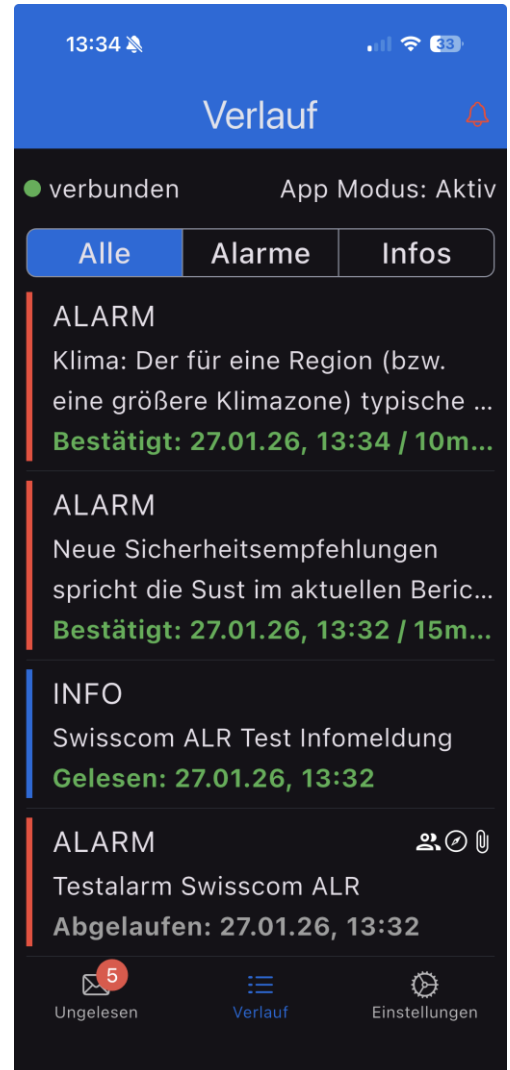 13:34
33
Verlauf
verbunden
App Modus: Aktiv
Alle
Alarme
Infos
ALARM
Klima: Der für eine Region (bzw.
eine größere Klimazone) typische ...
Bestätigt: 27.01.26, 13:34 / 10m...
ALARM
Neue Sicherheitsempfehlungen
spricht die Sust im aktuellen Beric...
Bestätigt: 27.01.26, 13:32 / 15m...
INFO
Swisscom ALR Test Infomeldung
Gelesen: 27.01.26, 13:32
ALARM
Testalarm Swisscom ALR
Abgelaufen: 27.01.26, 13:32
5
Ungelesen
Verlauf
Einstellungen